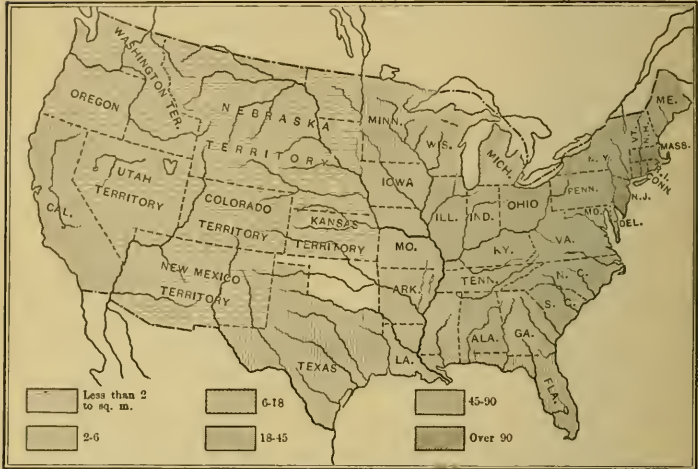 WASHINGTON TER.
OREGON
NEBRASKA
TERRITORY
MINN.
WS.
MICH.
ME.
VT.
N.H.
MASS.
R.I.
CONN.
N.Y.
IOWA
UTAH
TERRITORY
CAL.
COLORADO
TERRITORY
KANSAS
TERRITORY
ILL.
IND.
OHIO
PENN.
N.J.
MD.
DEL.
MO.
KY.
VA.
NEW MEXICO
TERRITORY
ARK.
TENN.
N. C.
S. C.
TEXAS
LA.
ALA.
GA.
FLA.
Less than 2
to sq. m.
6-18
45-90
2-6
18-45
Over 90